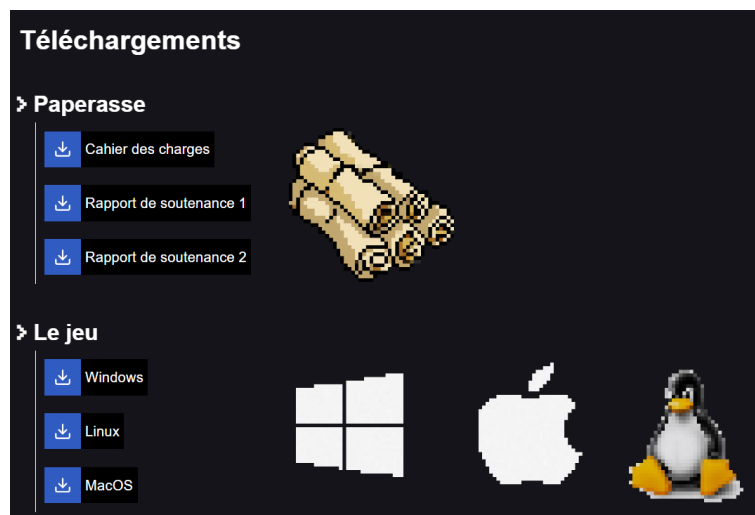 Téléchargements
Paperasse
Cahier des charges
Rapport de soutenance 1
Rapport de soutenance 2
Le jeu
Windows
Linux
MacOS